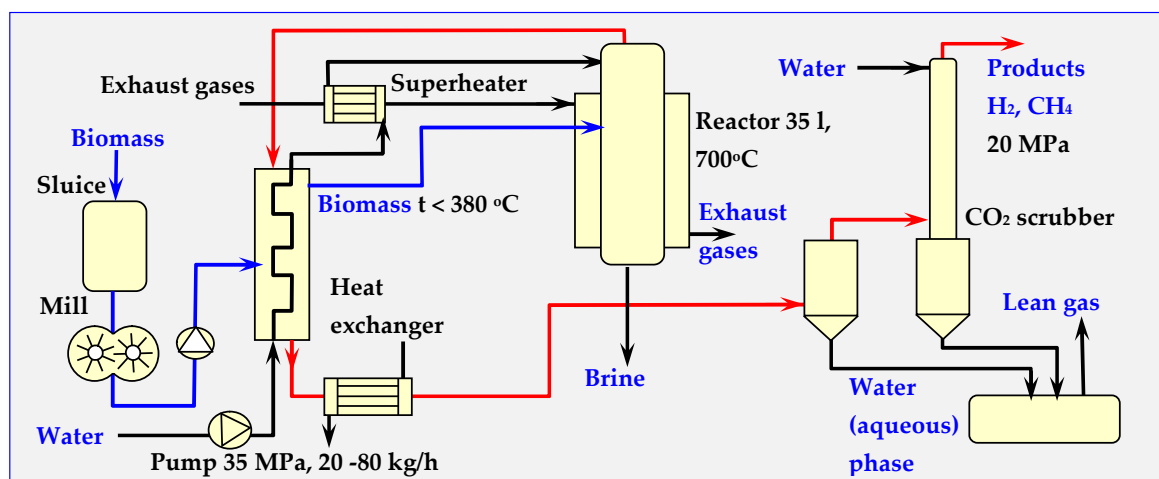 Exhaust gases
Superheater
Biomass
Sluice
Mill
Water
Pump 35 MPa, 20 -80 kg/h
Biomass t < 380 ºC
Heat
exchanger
Reactor 35 l,
700ºC
Exhaust
gases
Brine
Water
Products
H₂, CH₄
20 MPa
CO₂ scrubber
Lean gas
Water
(aqueous)
phase